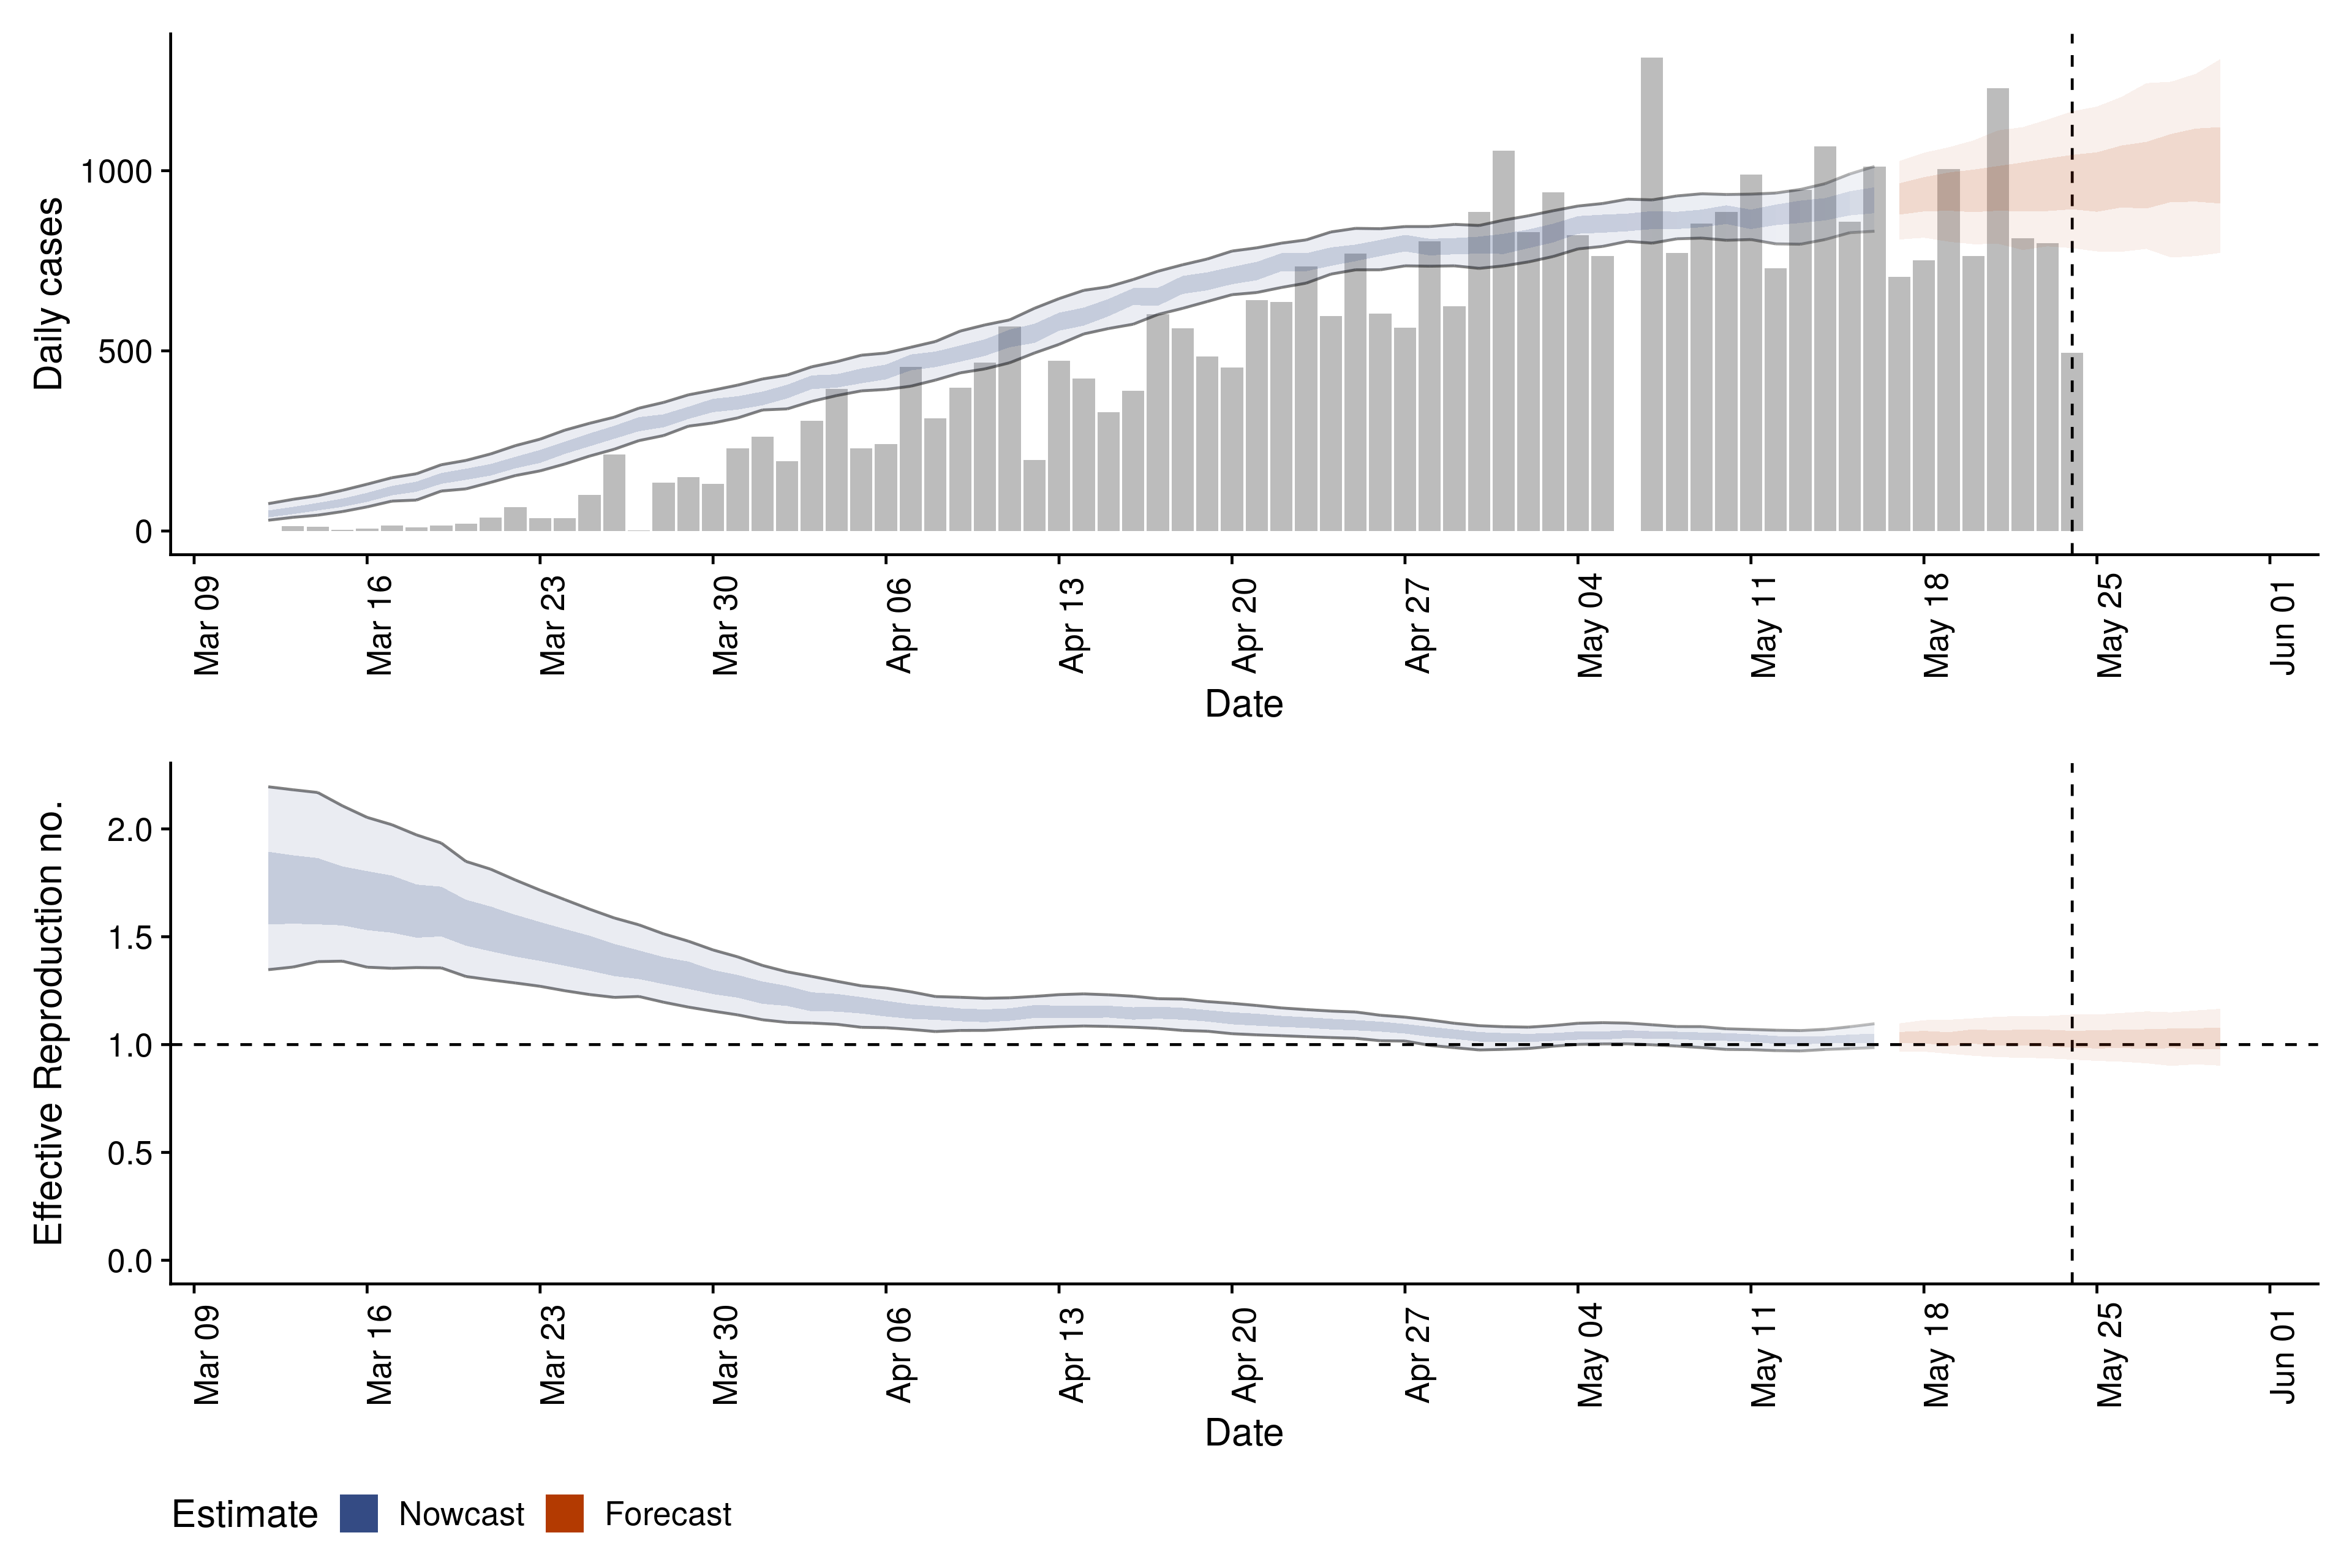 Daily cases
1000
500
0
Mar 09 Mar 16 Mar 23 Mar 30 Apr 06 Apr 13 Apr 20 Apr 27 May 04 May 11 May 18 May 25 Jun 01
Date
Effective Reproduction no.
2.0
1.5
1.0
0.5
0.0
Mar 09 Mar 16 Mar 23 Mar 30 Apr 06 Apr 13 Apr 20 Apr 27 May 04 May 11 May 18 May 25 Jun 01
Date
Estimate Nowcast Forecast